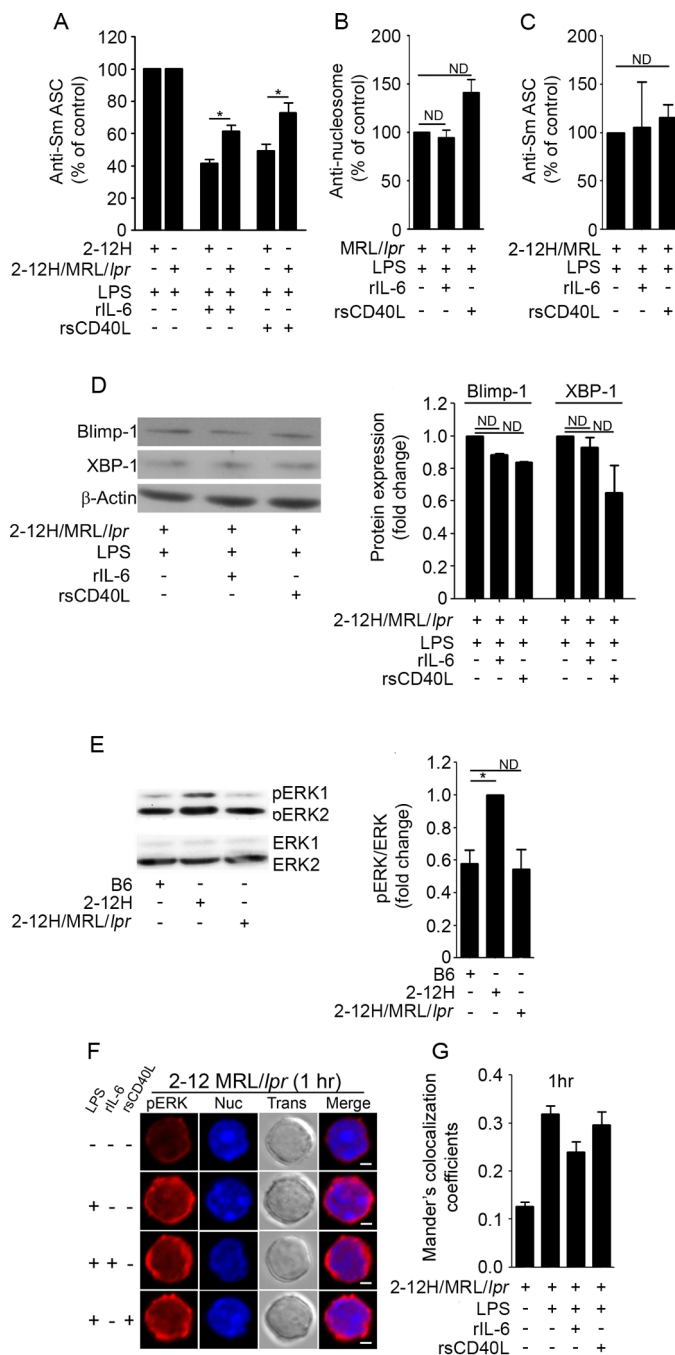 A
Anti-Sm ASC
(% of control)
120
100
80
60
40
20
0
* *
2-12H + - + - + -
2-12H/MRL/lpr - + - + - +
LPS + + + + + +
rIL-6 - - + + - -
rsCD40L - - - - + +
B
Anti-nucleosome
(% of control)
200
150
100
50
0
ND
ND
MRL/lpr + + +
LPS + + +
rIL-6 - + -
rsCD40L - - +
C
Anti-Sm ASC
(% of control)
200
150
100
50
0
ND
2-12H/MRL + + +
LPS + + +
rIL-6 - + -
rsCD40L - - +
D
Blimp-1
XBP-1
β-Actin
2-12H/MRL/lpr + + +
LPS + + +
rIL-6 - + -
rsCD40L - - +
Blimp-1 XBP-1
Protein expression
(fold change)
1.2
1.0
0.8
0.6
0.4
0.2
0
ND ND
ND ND
2-12H/MRL/lpr + + + + + +
LPS + + + + + +
rIL-6 - + - - + -
rsCD40L - - + - - +
E
pERK1
pERK2
ERK1
ERK2
B6 + - -
2-12H - + -
2-12H/MRL/lpr - - +
pERK/ERK
(fold change)
1.2
1.0
0.8
0.6
0.4
0.2
0.0
ND
*
B6 + - -
2-12H - + -
2-12H/MRL/lpr - - +
F
LPS rIL-6 rsCD40L
2-12 MRL/lpr (1 hr)
pERK Nuc Trans Merge
- - -
+ - -
+ + -
+ - +
G
1hr
Mander's colocalization
coefficients
0.4
0.3
0.2
0.1
0.0
2-12H/MRL/lpr + + + +
LPS - + + +
rIL-6 - - + -
rsCD40L - - - +